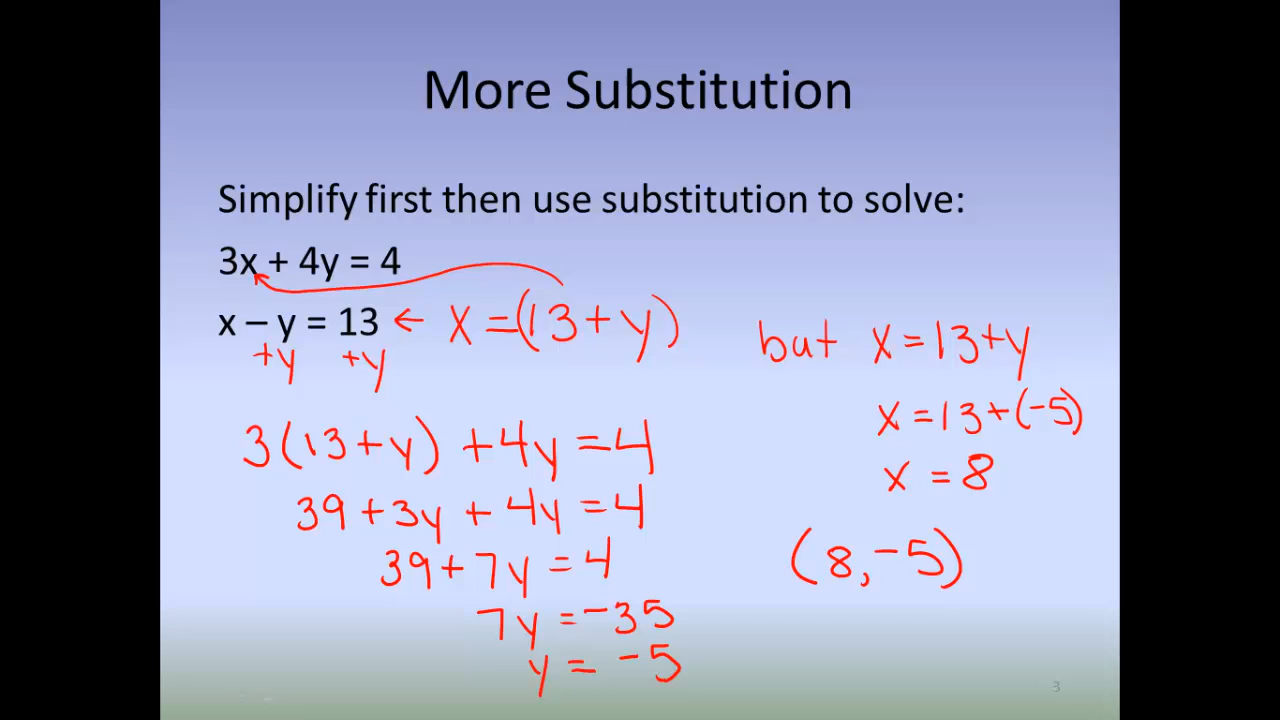 More Substitution
Simplify first then use substitution to solve:
3x + 4y = 4
x – y = 13 ← x = (13 + y)
+y +y
3(13 + y) + 4y = 4
39 + 3y + 4y = 4
39 + 7y = 4
7y = -35
y = -5
but x = 13 + y
x = 13 + (-5)
x = 8
(8, -5)
3